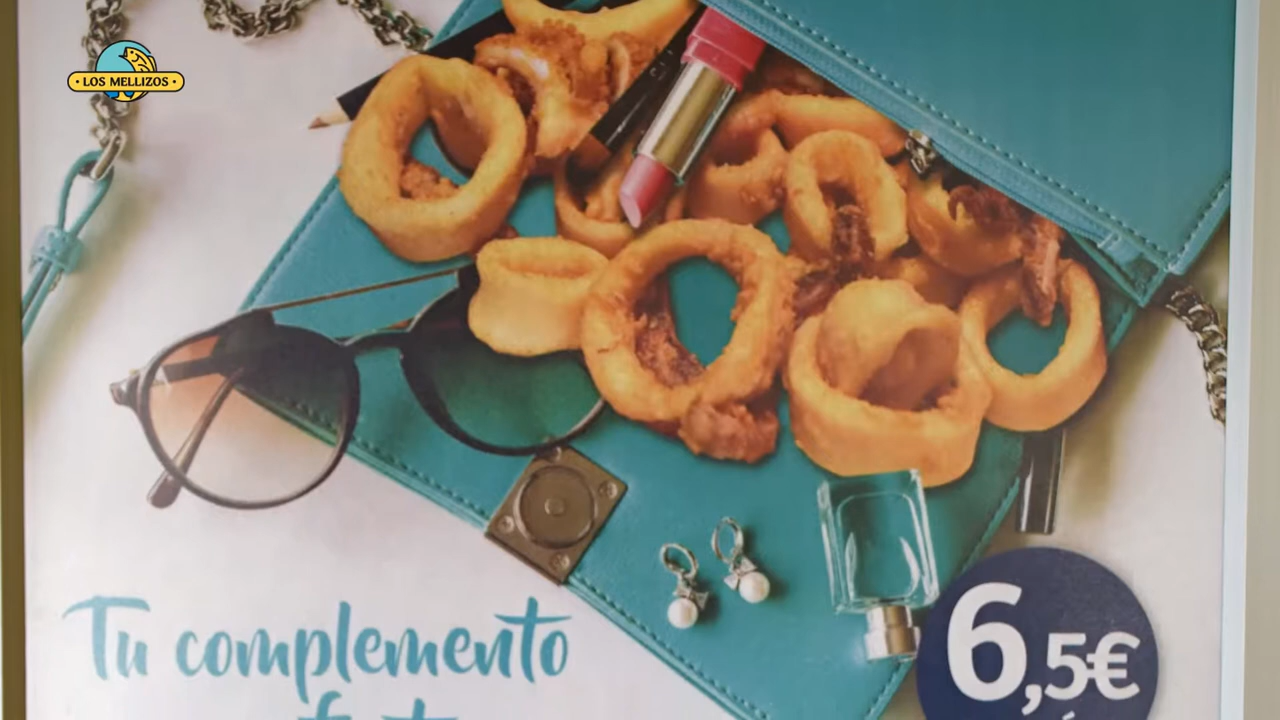 · LOS MELLIZOS ·
Tu complemento
6,5€